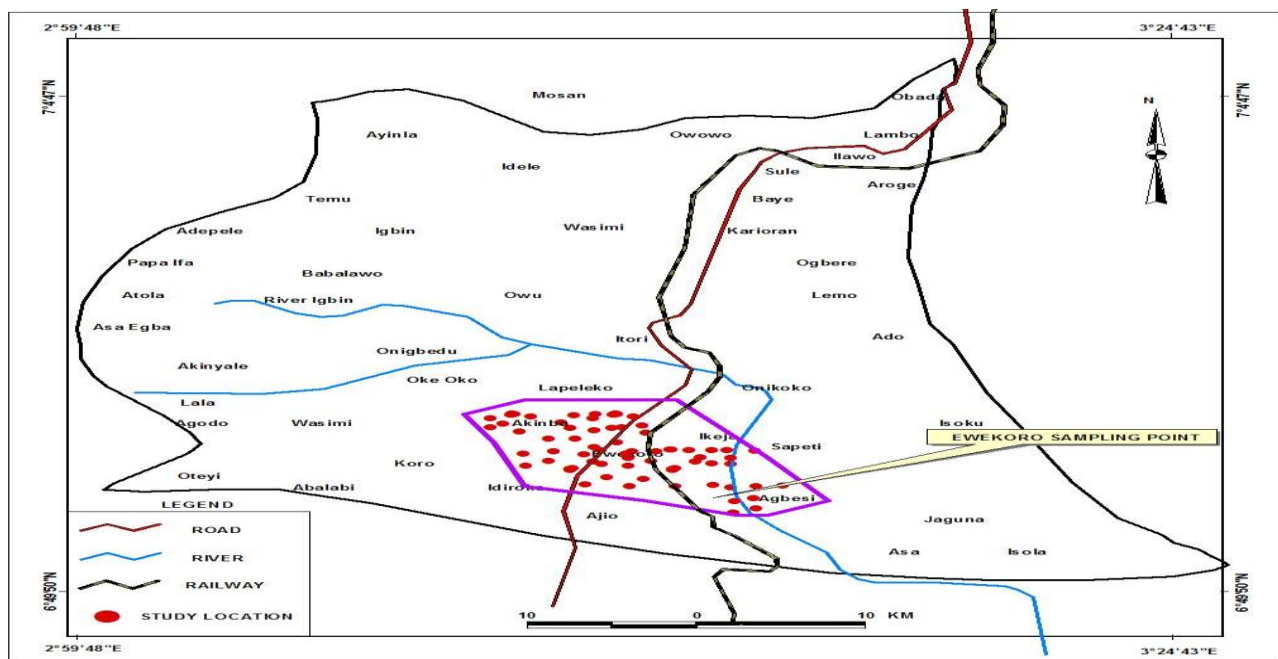 2°59'48"E 3°24'43"E
7°4'47"N 7°4'47"N
N
Mosan
Obada
Ayinla Owowo Lambo
Idele Ilawo
Sule
Aroge
Temu Baye
Adepele Igbin Wasimi Karioran
Papa Ifa Babalawo Ogbere
Atola River Igbin Owu Lemo
Asa Egba Itori Ado
Akinyale Onigbedu
Oke Oko Lapeleko Onikoko
Lala
Agodo Wasimi Akinbo Isoku
Ikeja Sapeti
EWEKORO SAMPLING POINT
Koro Ewekoro
Oteyi Abalabi Idiroko Agbesi
LEGEND Ajio Jaguna
ROAD
Asa Isola
RIVER
RAILWAY
STUDY LOCATION
6°49'50"N 6°49'50"N
10 0 10 KM
2°59'48"E 3°24'43"E